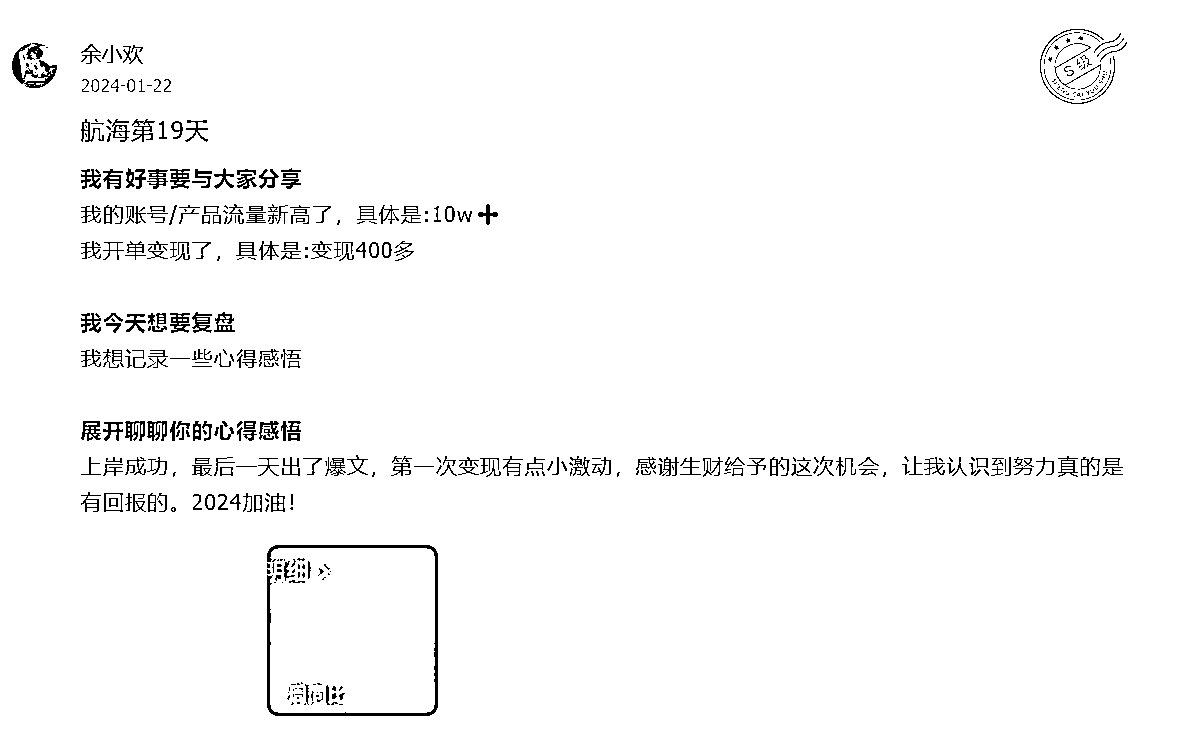 余小欢
2024-01-22
S级
航海第19天
我有好事要与大家分享
我的账号/产品流量新高了，具体是:10w➕
我开单变现了，具体是:变现400多
我今天想要复盘
我想记录一些心得感悟
展开聊聊你的心得感悟
上岸成功，最后一天出了爆文，第一次变现有点小激动，感谢生财给予的这次机会，让我认识到努力真的是
有回报的。2024加油！
明细